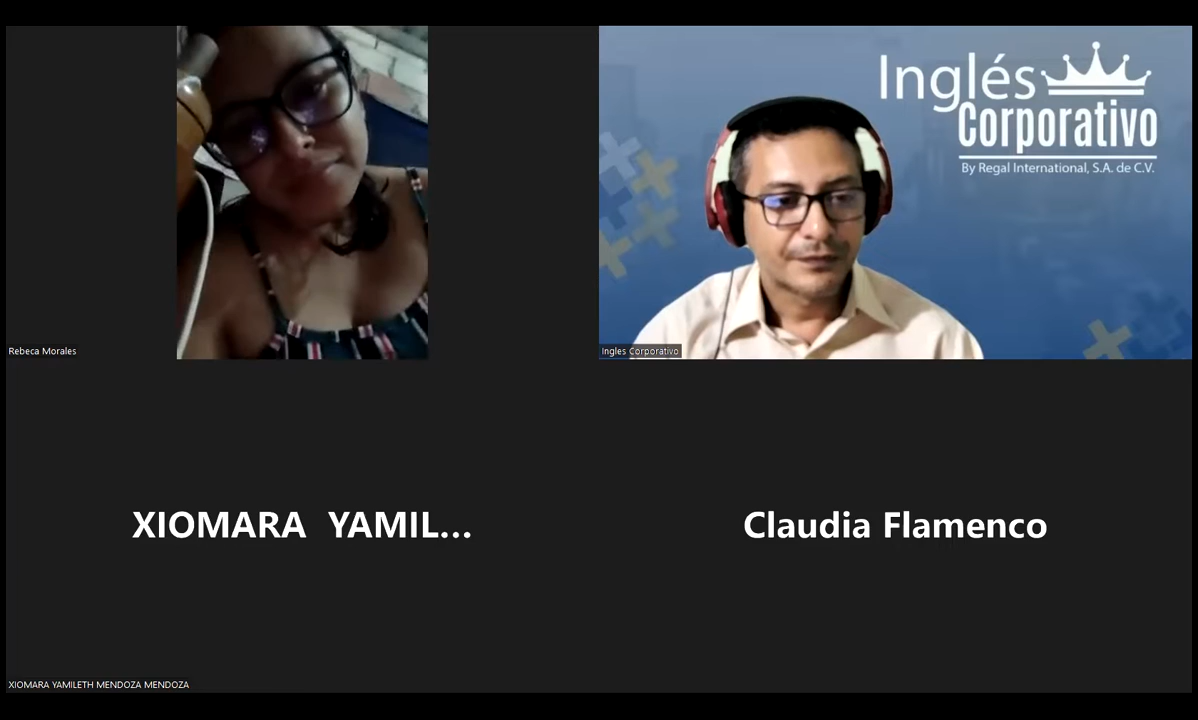 Inglés
Corporativo
By Regal International, S.A. de C.V.
Rebeca Morales
Ingles Corporativo
XIOMARA YAMIL...
Claudia Flamenco
XIOMARA YAMILETH MENDOZA MENDOZA